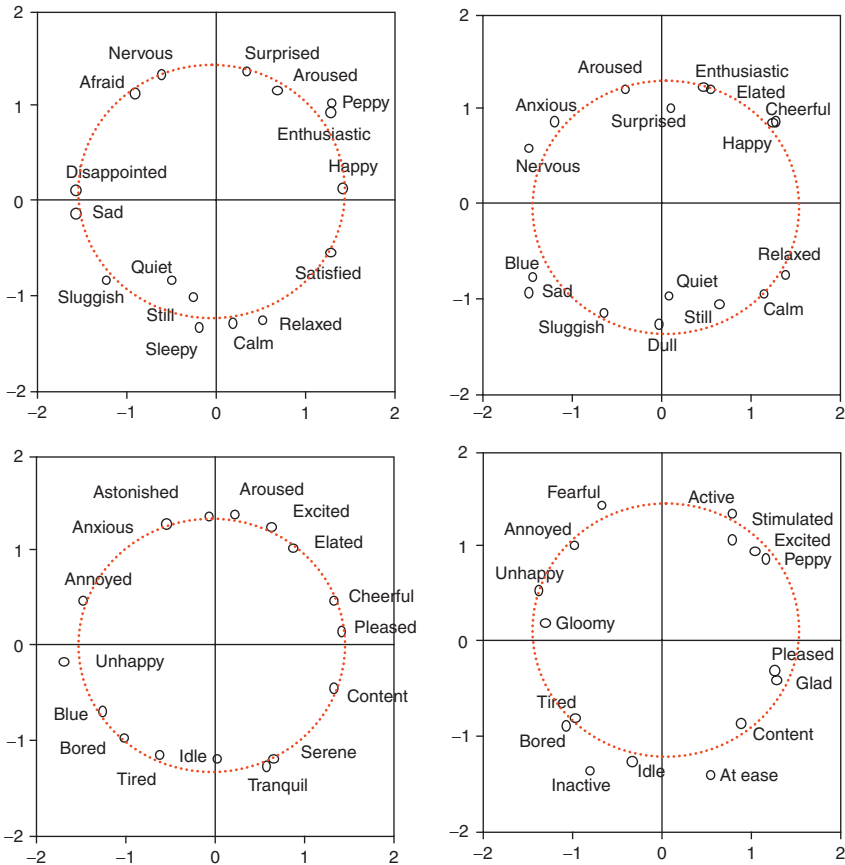 2
Nervous
Surprised
Aroused
Afraid
Peppy
1
Enthusiastic
Happy
Disappointed
0
Sad
Quiet
Satisfied
−1
Sluggish
Still
Relaxed
Sleepy
Calm
−2
−2
−1
0
1
2
2
Aroused
Enthusiastic
Elated
Anxious
Cheerful
1
Surprised
Happy
Nervous
0
Relaxed
Blue
Quiet
Sad
−1
Calm
Still
Sluggish
Dull
−2
−2
−1
0
1
2
2
Astonished
Aroused
Excited
Anxious
Elated
1
Annoyed
Cheerful
Pleased
0
Unhappy
Content
Blue
Bored
−1
Idle
Serene
Tired
Tranquil
−2
−2
−1
0
1
2
2
Fearful
Active
Stimulated
Annoyed
Excited
1
Peppy
Unhappy
Gloomy
0
Pleased
Glad
Tired
Content
Bored
−1
Idle
At ease
Inactive
−2
−2
−1
0
1
2